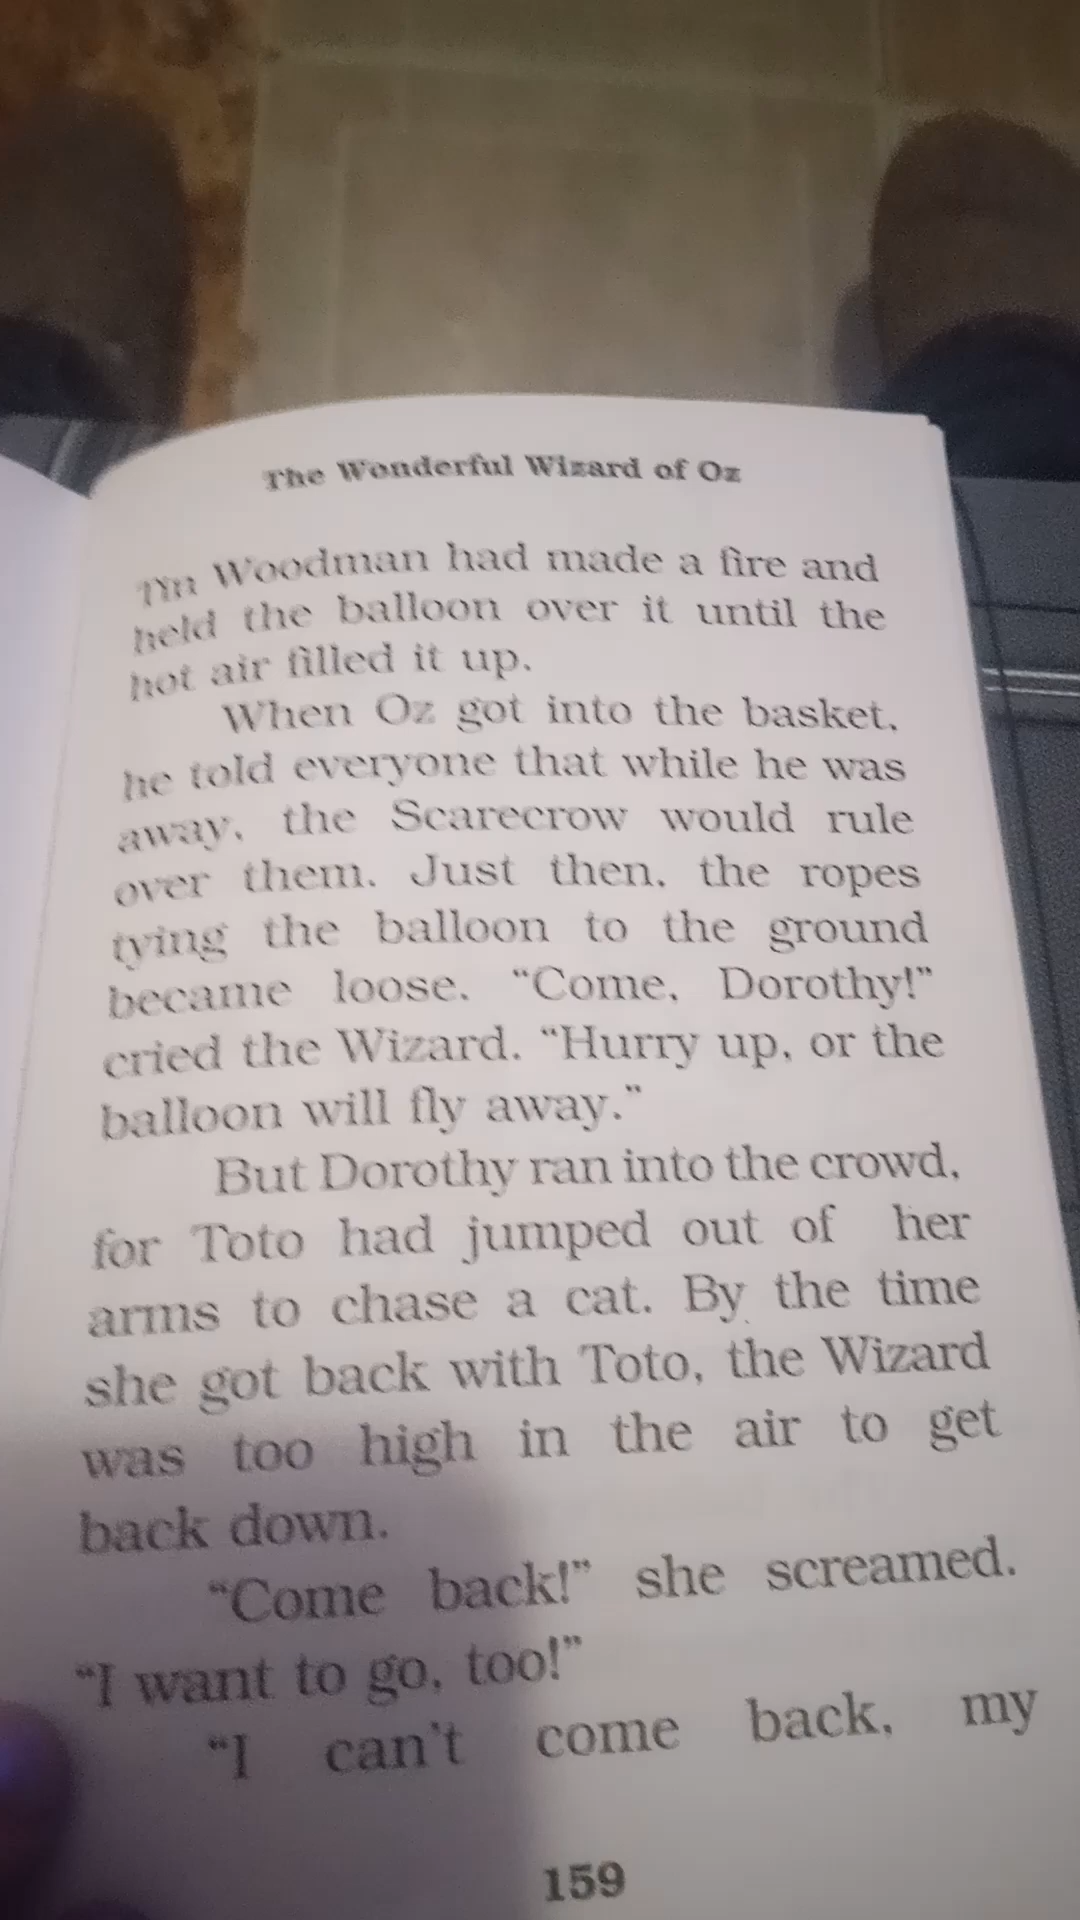 The Wonderful Wizard of Oz
Tin Woodman had made a fire and
held the balloon over it until the
hot air filled it up.
When Oz got into the basket,
he told everyone that while he was
away, the Scarecrow would rule
over them. Just then, the ropes
tying the balloon to the ground
became loose. “Come, Dorothy!”
cried the Wizard. “Hurry up, or the
balloon will fly away.”
But Dorothy ran into the crowd,
for Toto had jumped out of her
arms to chase a cat. By the time
she got back with Toto, the Wizard
was too high in the air to get
back down.
“Come back!” she screamed.
“I want to go, too!”
“I can’t come back, my
159